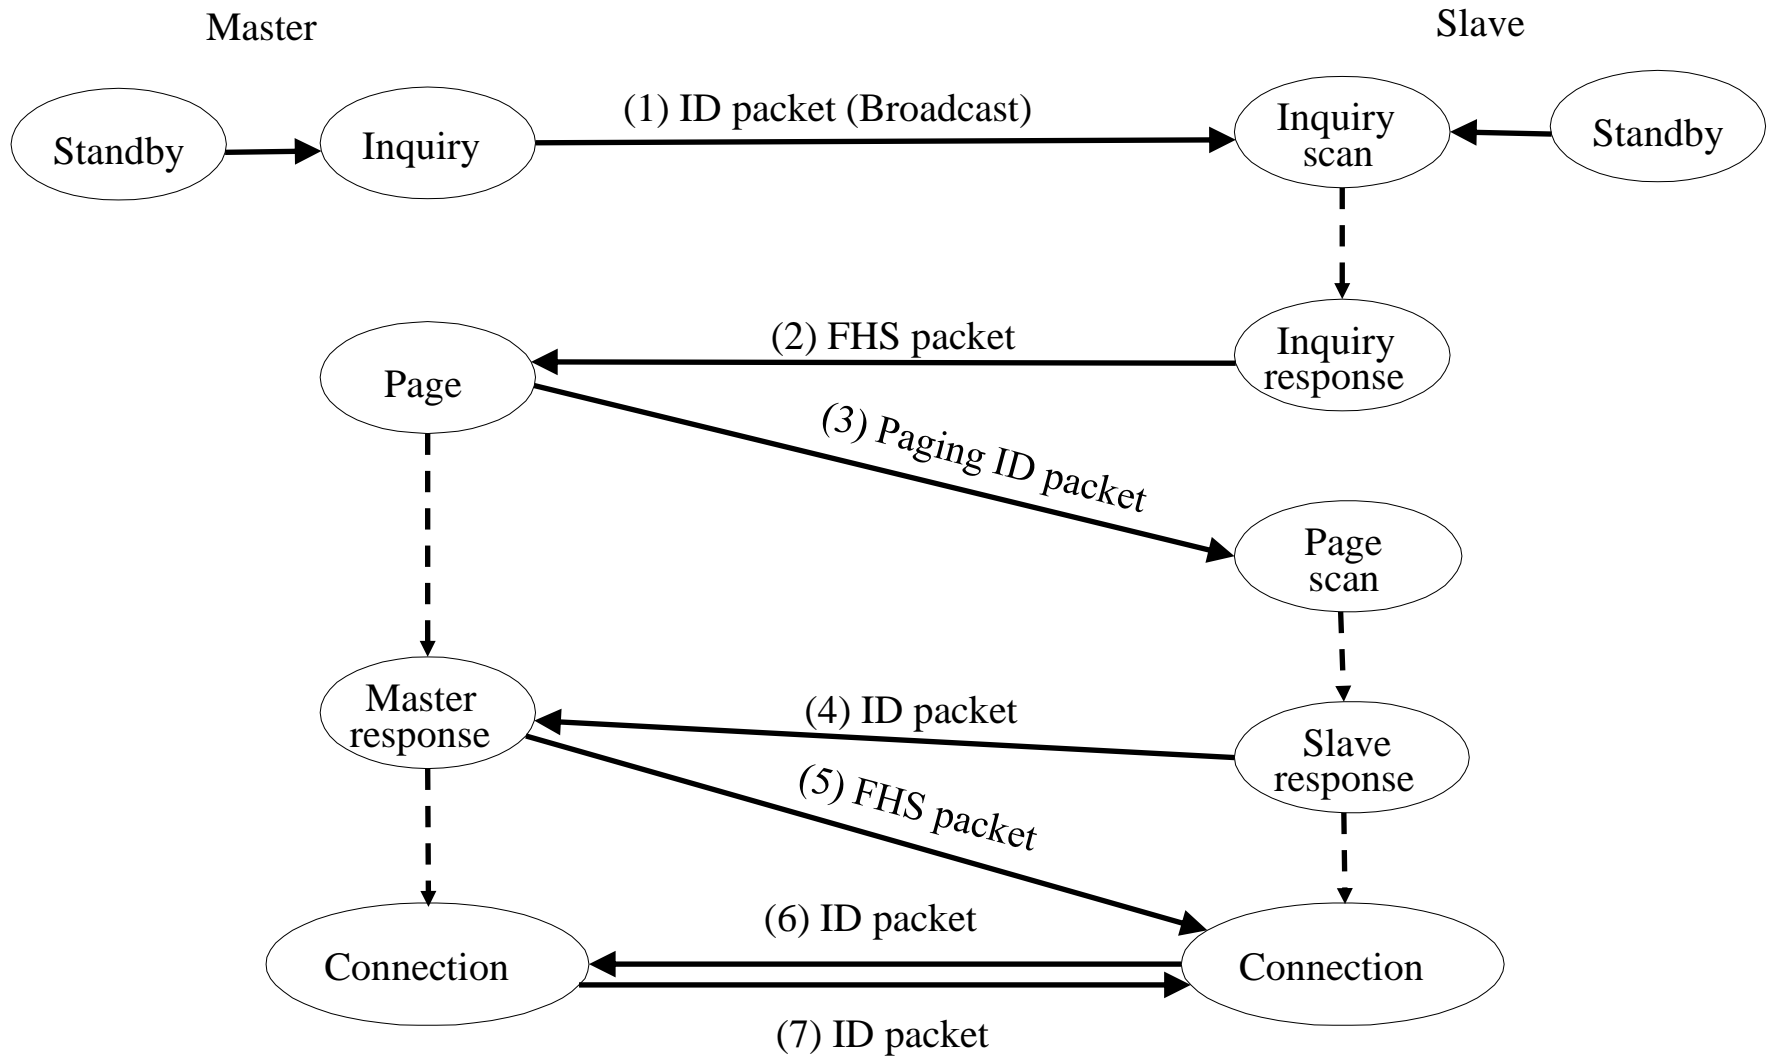 Master
Slave
Standby
Inquiry
(1) ID packet (Broadcast)
Inquiry
scan
Standby
Page
(2) FHS packet
Inquiry
response
(3) Paging ID packet
Page
scan
Master
response
(4) ID packet
Slave
response
(5) FHS packet
Connection
(6) ID packet
Connection
(7) ID packet